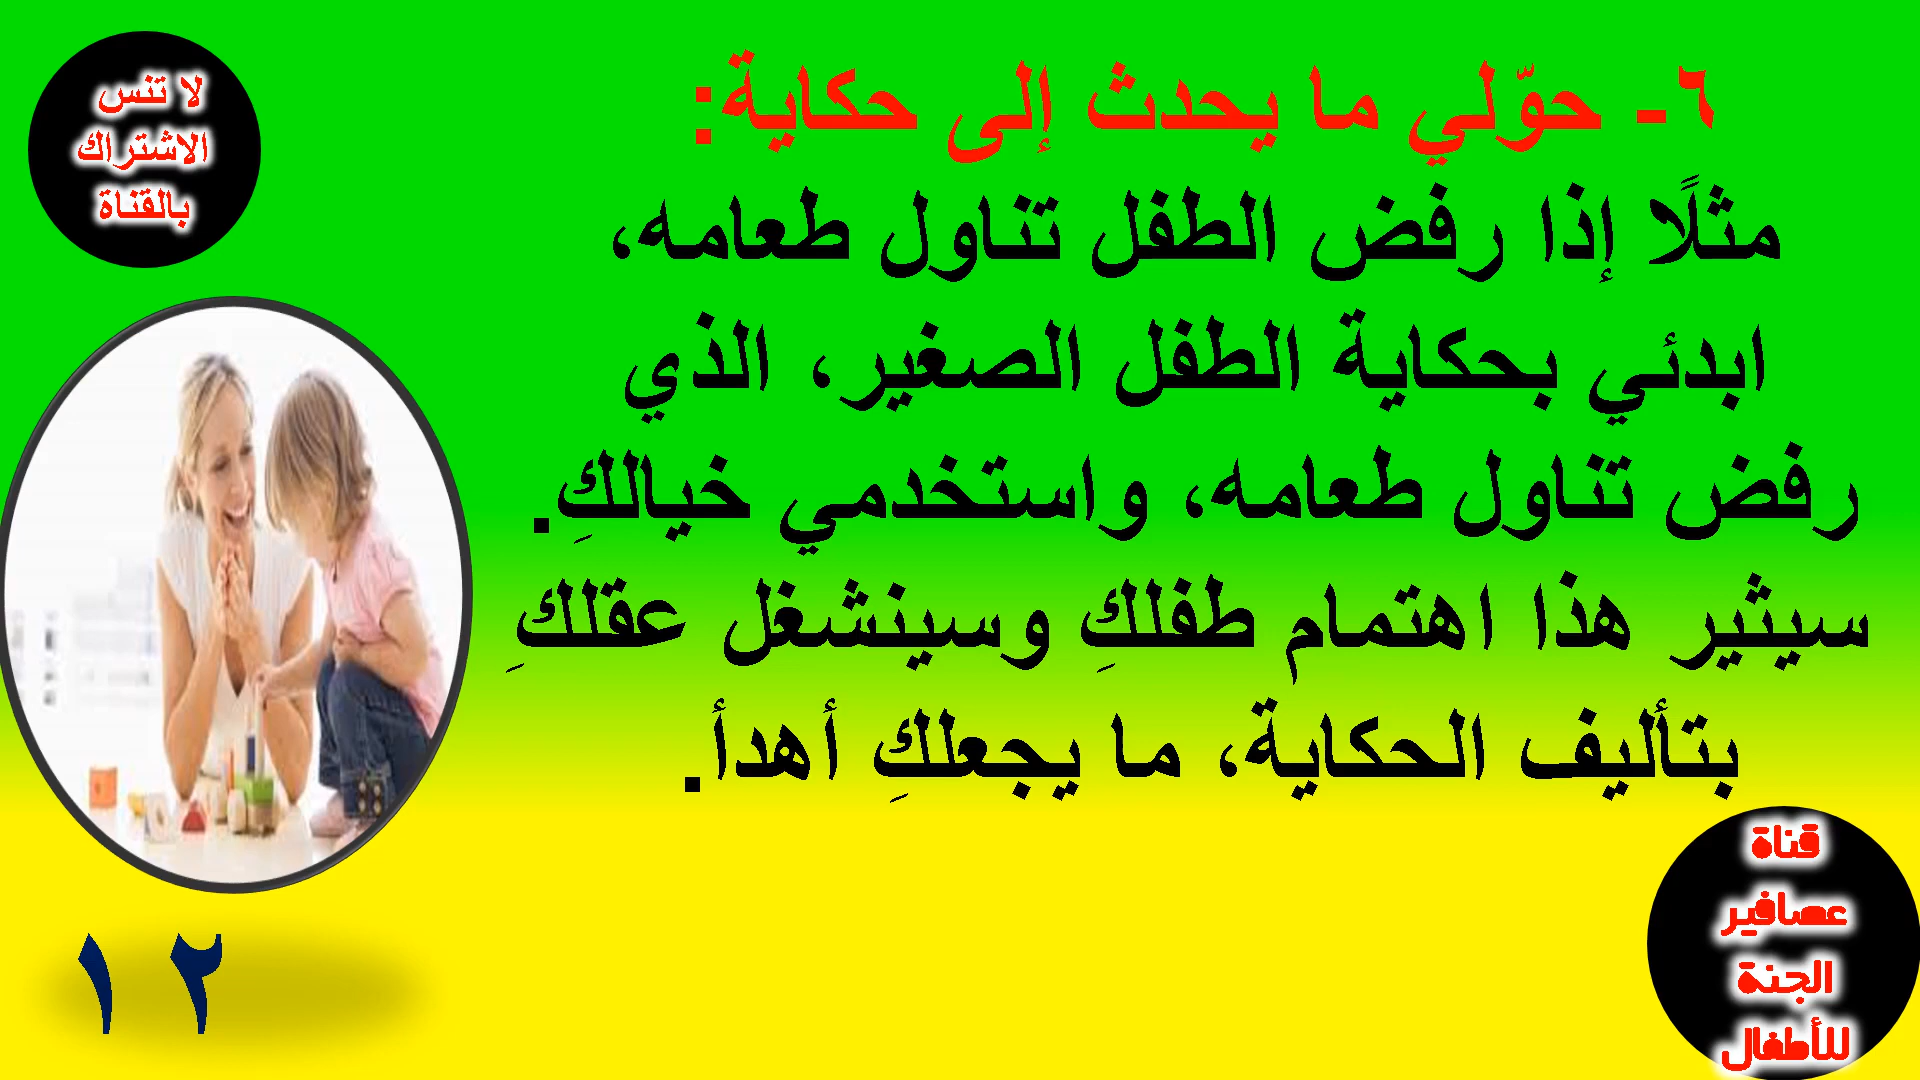 ٦- حوّلي ما يحدث إلى حكاية:
مثلًا إذا رفض الطفل تناول طعامه،
ابدئي بحكاية الطفل الصغير، الذي
رفض تناول طعامه، واستخدمي خيالكِ.
سيثير هذا اهتمام طفلكِ وسينشغل عقلكِ
بتأليف الحكاية، ما يجعلكِ أهدأ.
لا تنس
الاشتراك
بالقناة
١٢
قناة
عصافير
الجنة
للأطفال